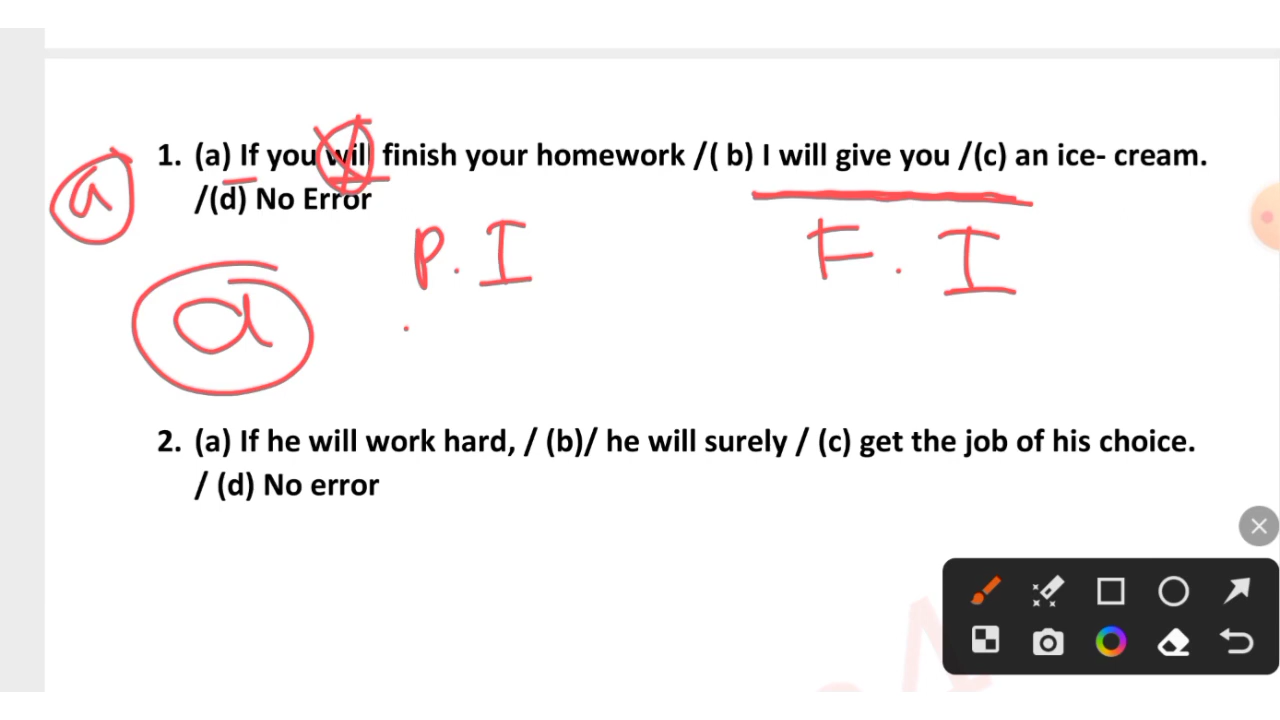 1. (a) If you will finish your homework /( b) I will give you /(c) an ice- cream.
/(d) No Error
a
P. I
F. I
a
2. (a) If he will work hard, / (b)/ he will surely / (c) get the job of his choice.
/ (d) No error